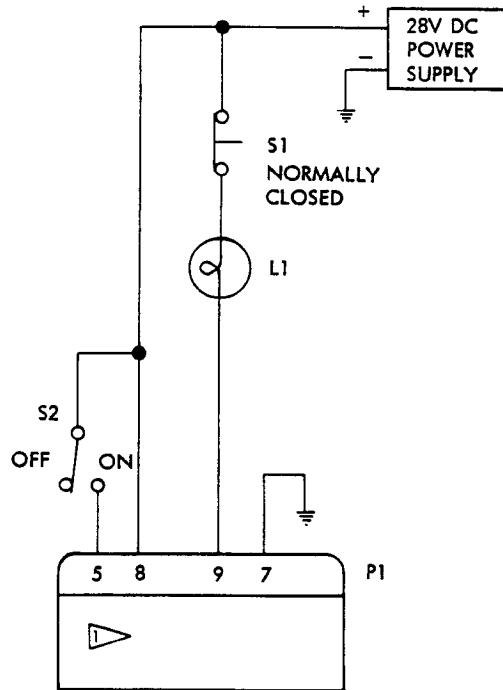 +
28V DC
POWER
SUPPLY
−
S1
NORMALLY
CLOSED
L1
S2
OFF
ON
5 8 9 7
P1
1